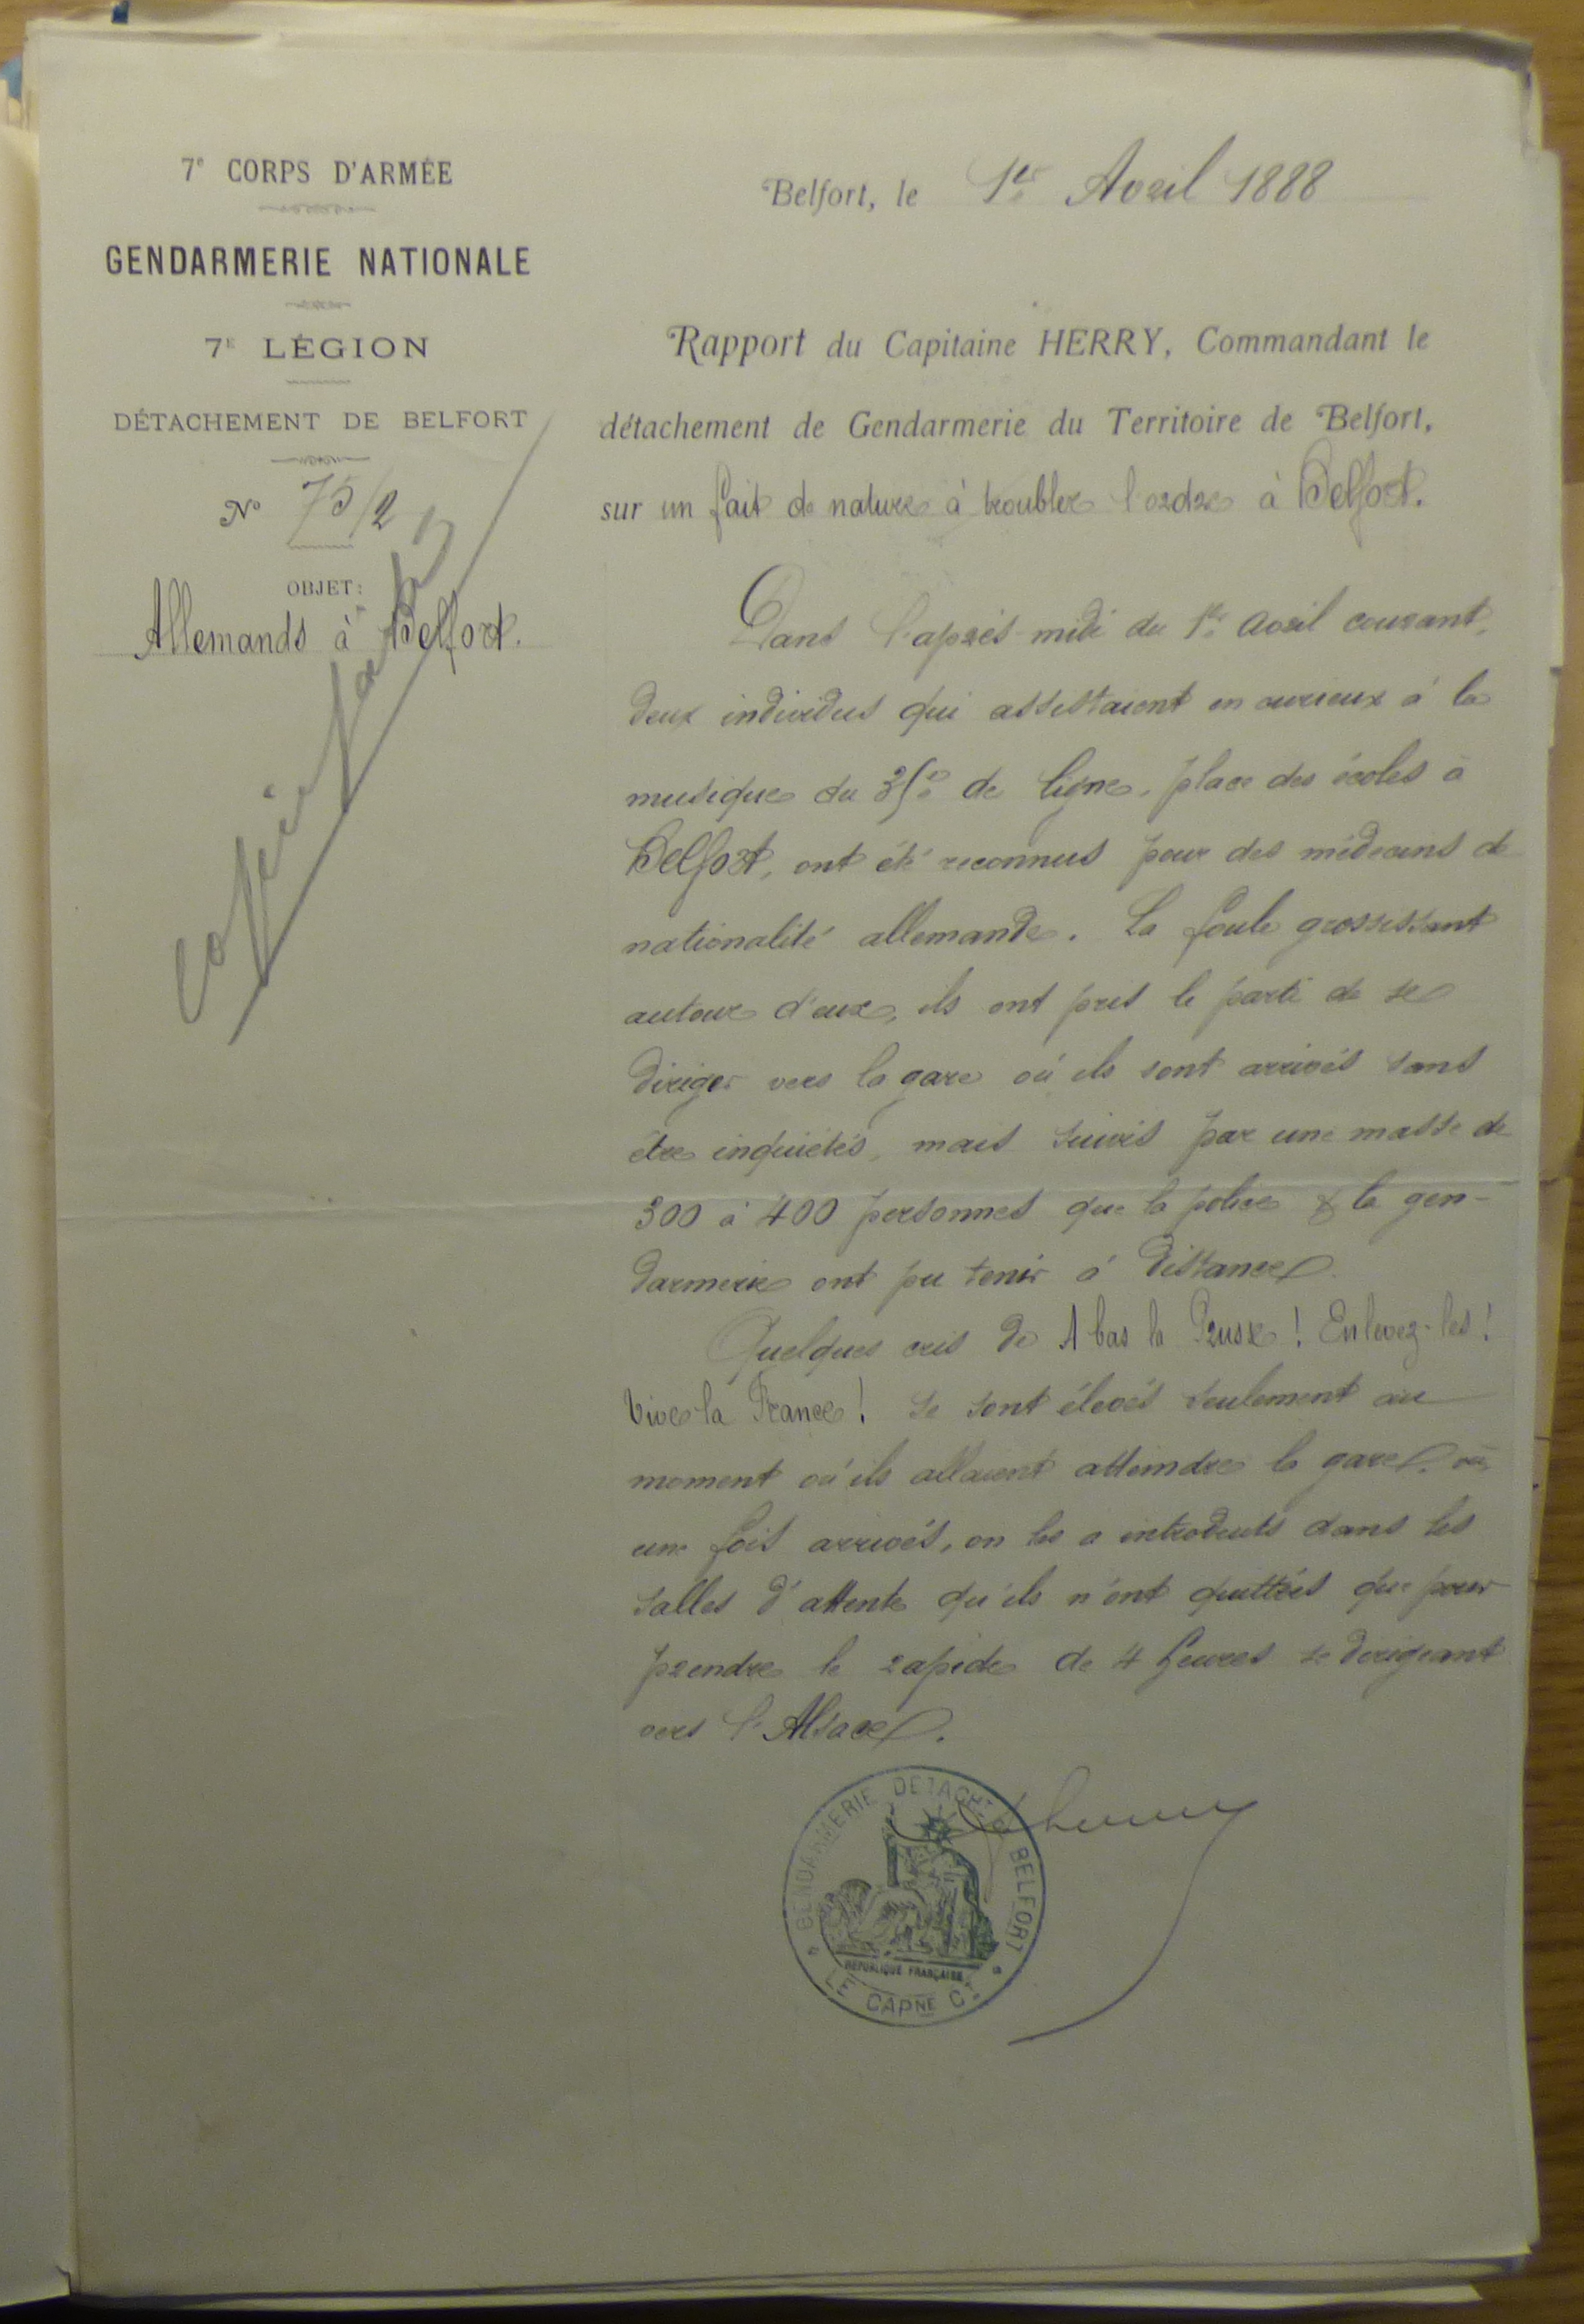 7e CORPS D'ARMÉE
GENDARMERIE NATIONALE
7E LÉGION
DÉTACHEMENT DE BELFORT
No 75/2
OBJET:
Allemands à Belfort.
Belfort, le 1er Avril 1888
Rapport du Capitaine HERRY, Commandant le
détachement de Gendarmerie du Territoire de Belfort,
sur un fait de nature à troubler l'ordre à Belfort.
Dans l'après-midi du 1er avril courant,
deux individus qui assistaient en curieux à la
musique du 35e de ligne, place des écoles à
Belfort, ont été reconnus pour des médecins de
nationalité allemande. La foule grossissant
autour d'eux, ils ont pris le parti de se
diriger vers la gare où ils sont arrivés sans
être inquiétés, mais suivis par une masse de
300 à 400 personnes que la police & la gen-
darmerie ont pu tenir à distance.
Quelques cris de A bas la Prusse! Enlevez-les!
Vive la France! se sont élevés seulement au
moment où ils allaient atteindre la gare, où,
une fois arrivés, on les a introduits dans les
salles d'attente qu'ils n'ont quittées que pour
prendre le rapide de 4 heures se dirigeant
vers l'Alsace.
GENDARMERIE DÉTACHt DE BELFORT
RÉPUBLIQUE FRANÇAISE
LE CAPNE Ct